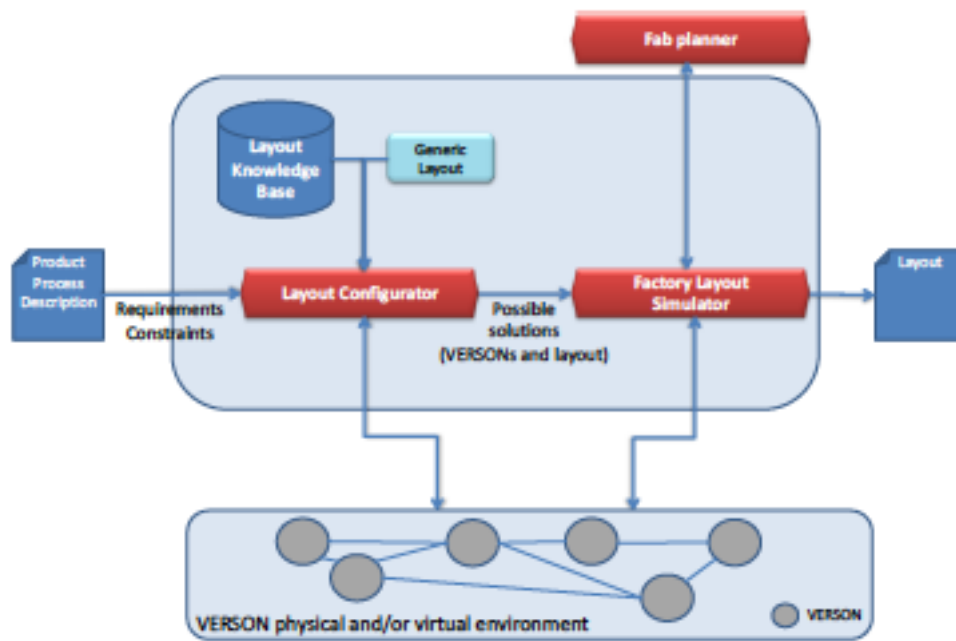 Fab planner
Layout
Knowledge
Base
Generic
Layout
Product
Process
Description
Requirements
Constraints
Layout Configurator
Possible
solutions
(VERSONs and layout)
Factory Layout
Simulator
Layout
VERSON physical and/or virtual environment
VERSON